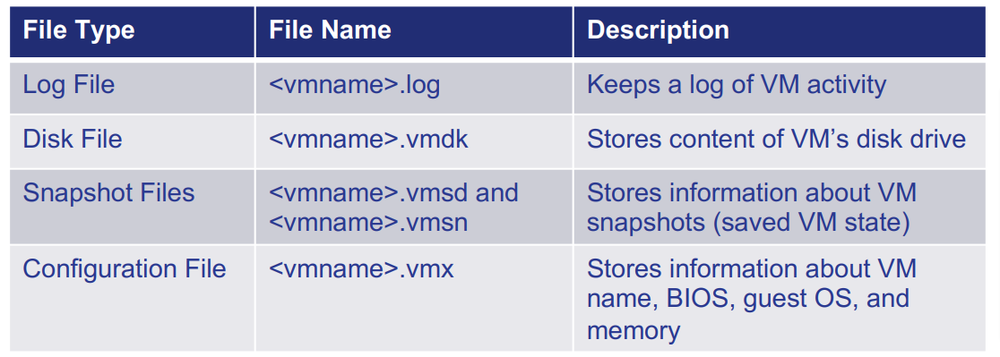 File Type File Name Description
Log File <vmname>.log Keeps a log of VM activity
Disk File <vmname>.vmdk Stores content of VM’s disk drive
Snapshot Files <vmname>.vmsd and Stores information about VM
<vmname>.vmsn snapshots (saved VM state)
Configuration File <vmname>.vmx Stores information about VM
name, BIOS, guest OS, and
memory